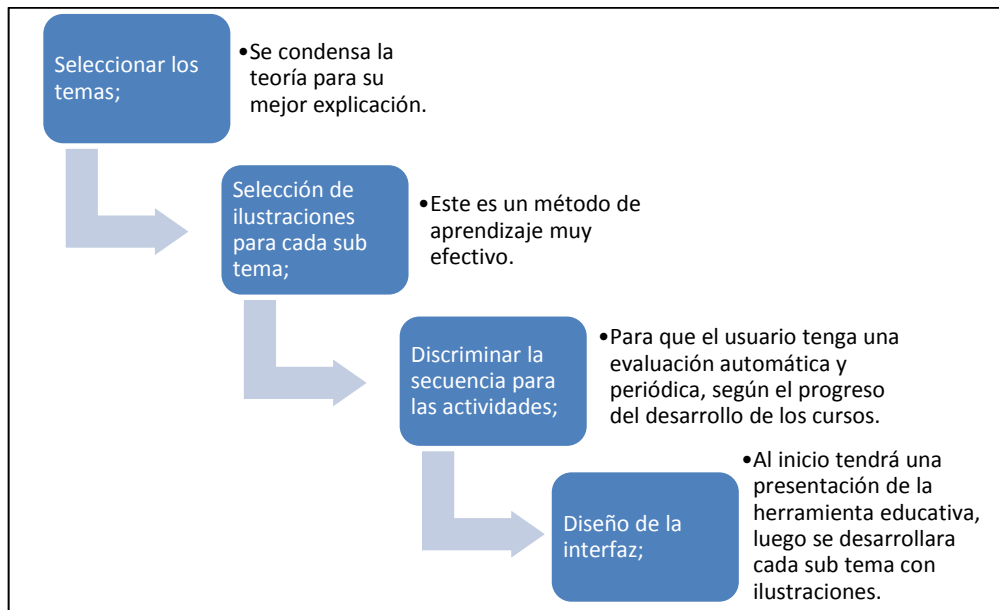 Seleccionar los
temas;
•Se condensa la
teoría para su
mejor explicación.
Selección de
ilustraciones
para cada sub
tema;
•Este es un método de
aprendizaje muy
efectivo.
Discriminar la
secuencia para
las actividades;
•Para que el usuario tenga una
evaluación automática y
periódica, según el progreso
del desarrollo de los cursos.
Diseño de la
interfaz;
•Al inicio tendrá una
presentación de la
herramienta educativa,
luego se desarrollara
cada sub tema con
ilustraciones.